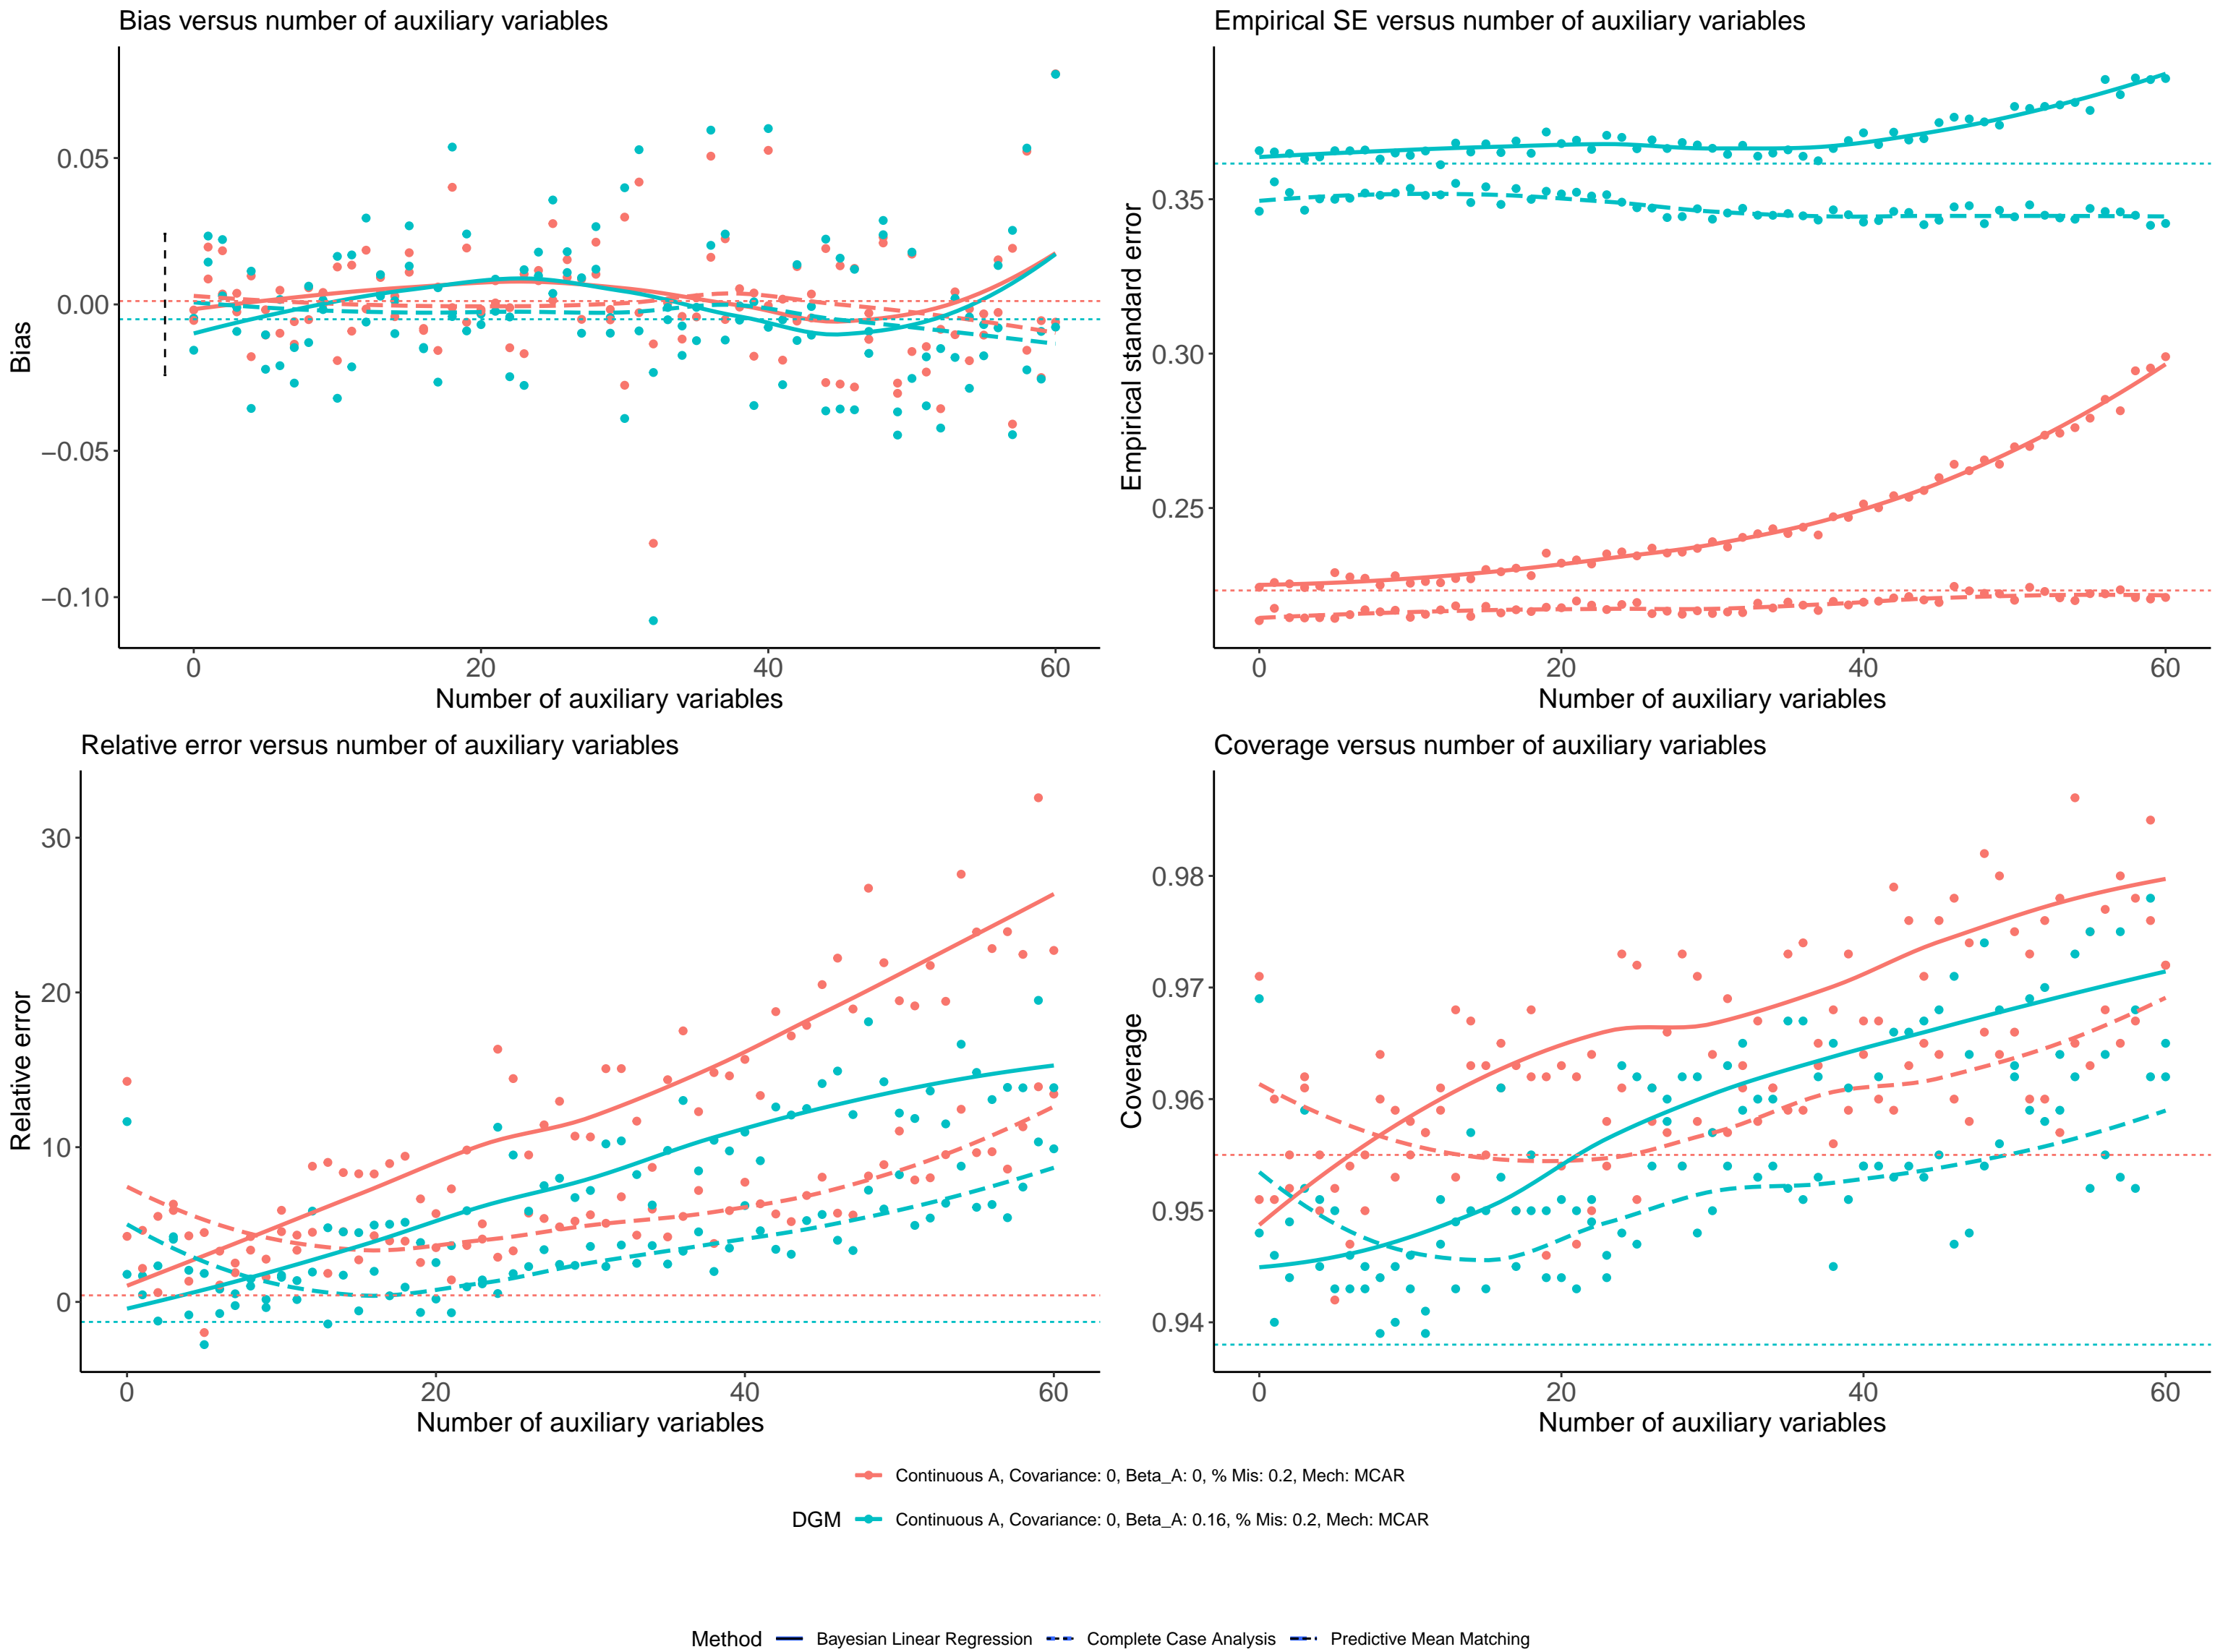 Bias versus number of auxiliary variables
0.05
0.00
−0.05
−0.10
Bias
0 20 40 60
Number of auxiliary variables
Empirical SE versus number of auxiliary variables
0.35
0.30
0.25
Empirical standard error
0 20 40 60
Number of auxiliary variables
Relative error versus number of auxiliary variables
30
20
10
0
Relative error
0 20 40 60
Number of auxiliary variables
Coverage versus number of auxiliary variables
0.98
0.97
0.96
0.95
0.94
Coverage
0 20 40 60
Number of auxiliary variables
Continuous A, Covariance: 0, Beta_A: 0, % Mis: 0.2, Mech: MCAR
DGM Continuous A, Covariance: 0, Beta_A: 0.16, % Mis: 0.2, Mech: MCAR
Method Bayesian Linear Regression Complete Case Analysis Predictive Mean Matching